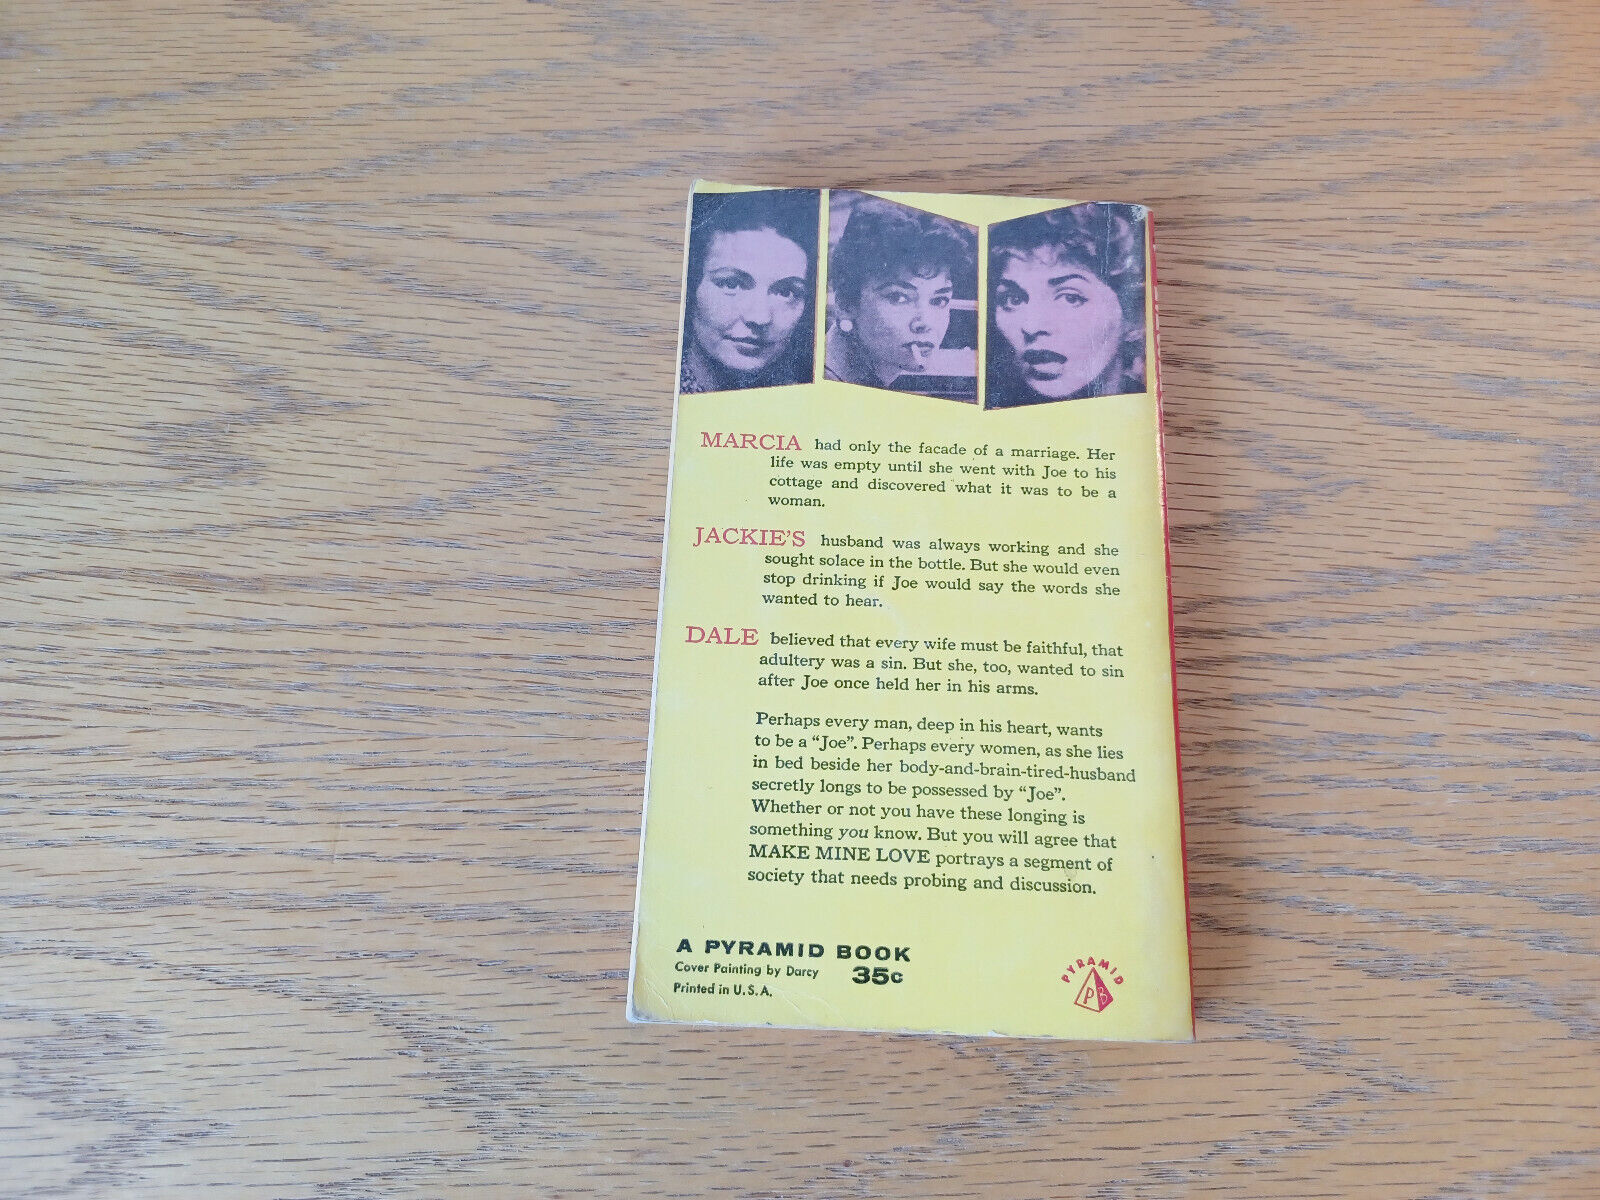 MARCIA had only the facade of a marriage. Her
life was empty until she went with Joe to his
cottage and discovered what it was to be a
woman.
JACKIE'S husband was always working and she
sought solace in the bottle. But she would even
stop drinking if Joe would say the words she
wanted to hear.
DALE believed that every wife must be faithful, that
adultery was a sin. But she, too, wanted to sin
after Joe once held her in his arms.
Perhaps every man, deep in his heart, wants
to be a “Joe”. Perhaps every women, as she lies
in bed beside her body-and-brain-tired-husband
secretly longs to be possessed by “Joe”.
Whether or not you have these longing is
something you know. But you will agree that
MAKE MINE LOVE portrays a segment of
society that needs probing and discussion.
A PYRAMID BOOK
Cover Painting by Darcy 35c
Printed in U.S.A.
PYRAMID
PB